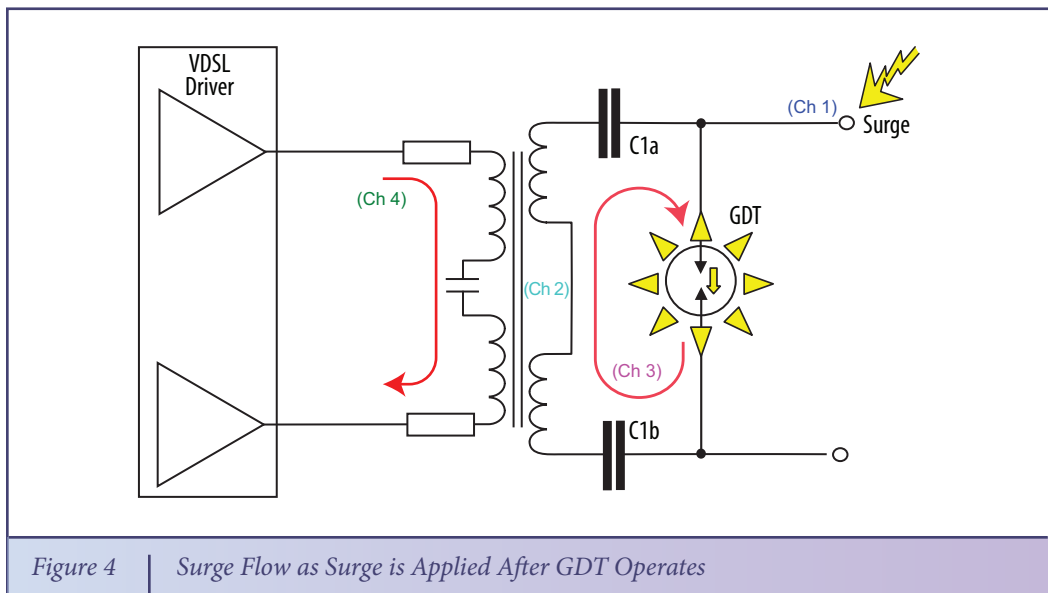 VDSL
Driver
(Ch 1)
Surge
C1a
(Ch 4)
GDT
(Ch 2)
(Ch 3)
C1b
Figure 4 | Surge Flow as Surge is Applied After GDT Operates